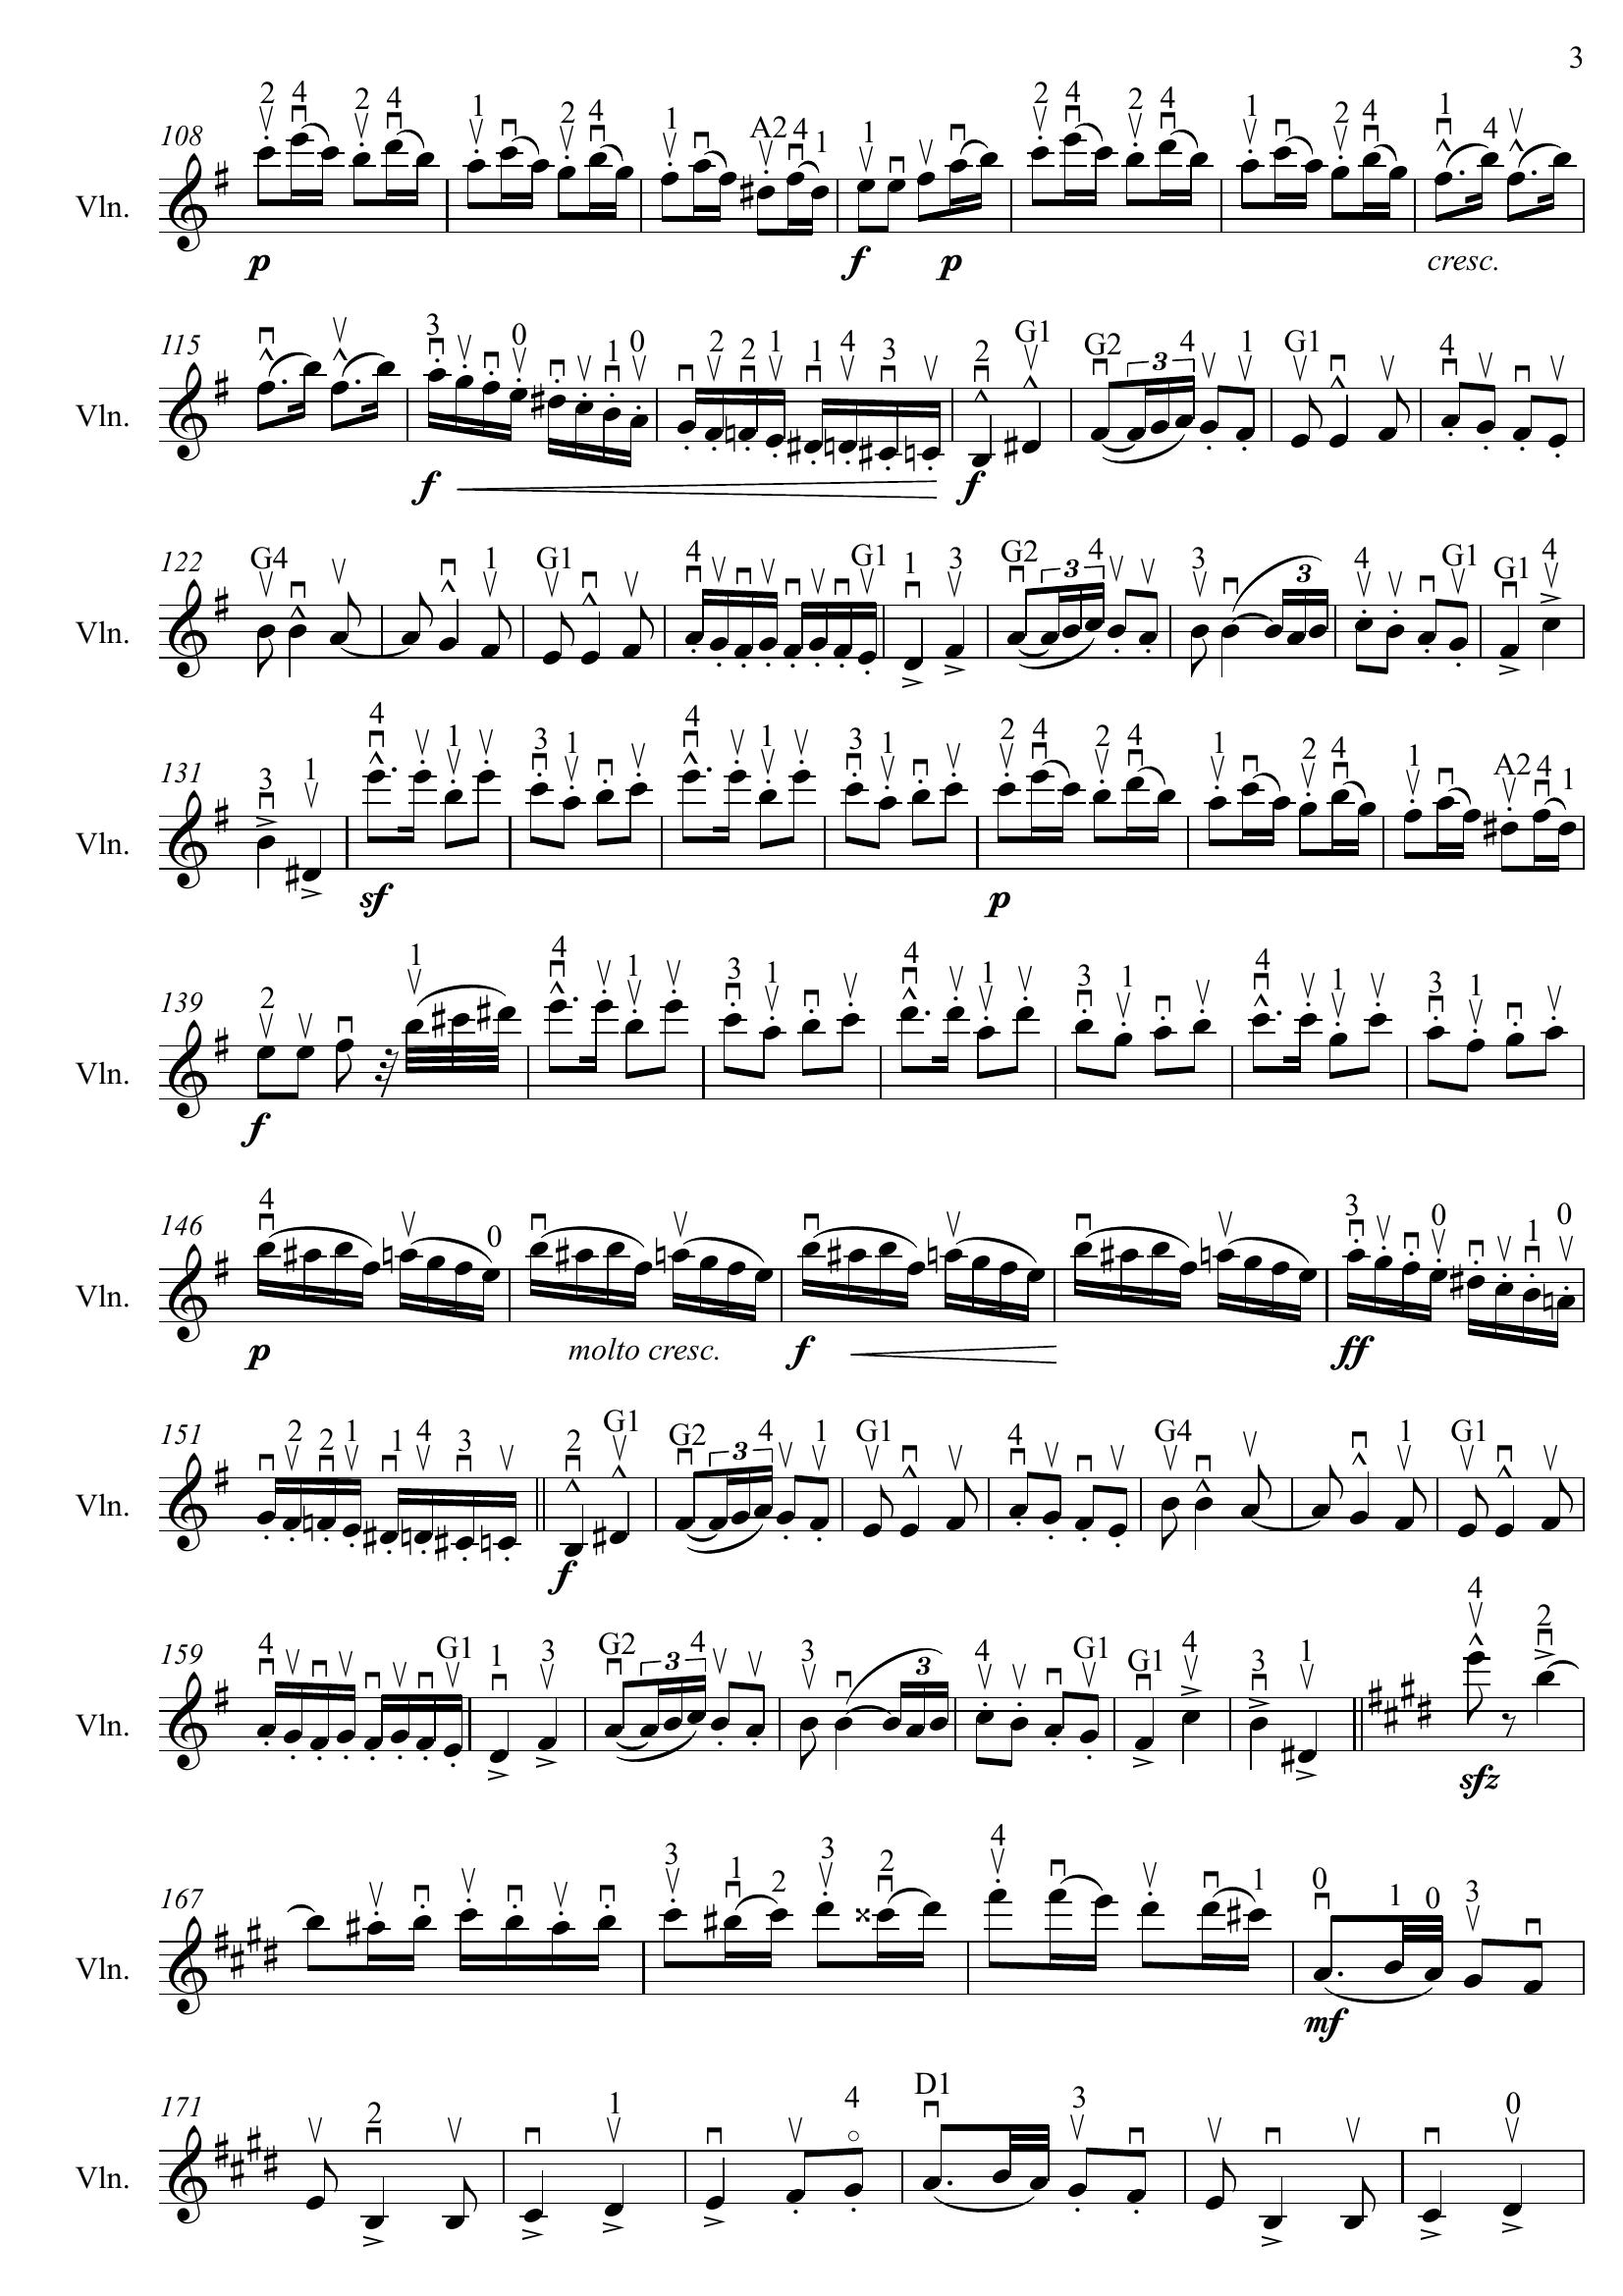 3
2 4 2 4 1 2 4 1 A2 4 1 1 2 4 2 4 1 2 4 1 4
108
Vln.
p f p cresc.
3 0 1 0 2 2 1 1 4 3 2 G1 G2 3 4 1 G1 4
115
Vln.
f f
G4 1 G1 4 G1 1 3 G2 3 4 3 3 4 G1 G1 4
122
Vln.
3 1 4 1 3 1 4 1 3 1 2 4 2 4 1 2 4 1 A2 4 1
131
Vln.
sf p
2 1 4 1 3 1 4 1 3 1 4 1 3 1
139
Vln.
f
4 0 3 0 1 0
146
Vln.
p molto cresc. f ff
2 2 1 1 4 3 2 G1 G2 3 4 1 G1 4 G4 1 G1
151
Vln.
f
4 G1 1 3 G2 3 4 3 3 4 G1 G1 4 3 1 4 2
159
Vln.
sfz
3 1 2 3 2 4 1 0 1 0 3
167
Vln.
mf
2 1 4 D1 3 0
171
Vln.